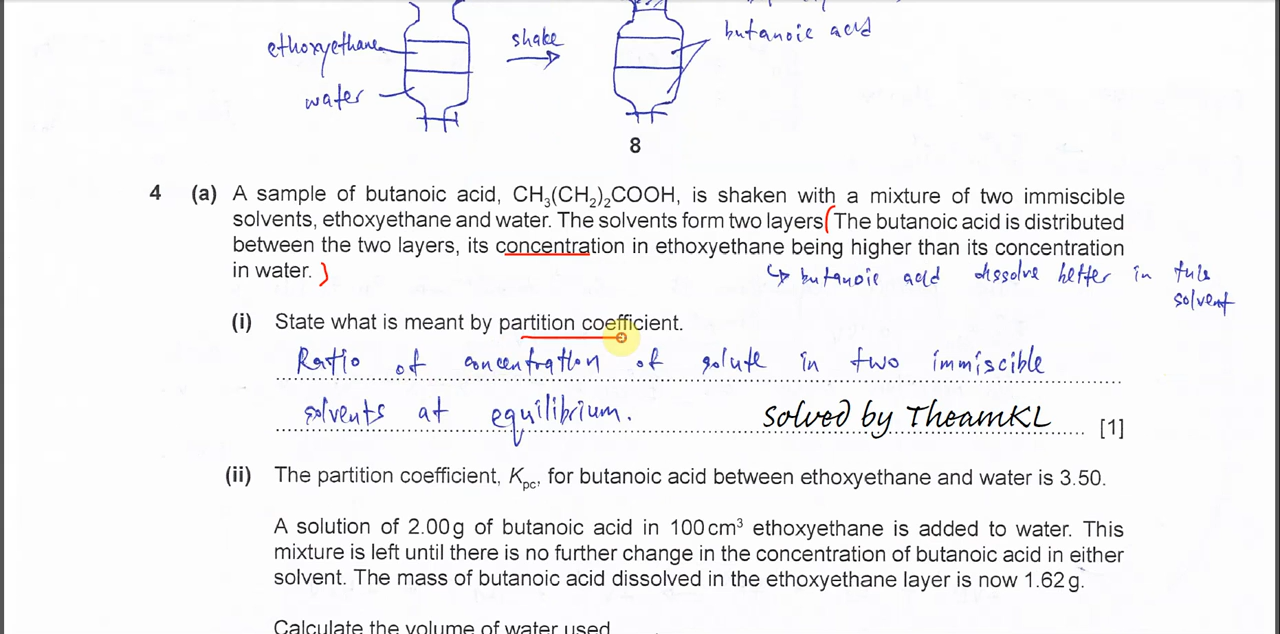 ethoxyethane
shake
butanoic acid
water
8
4 (a) A sample of butanoic acid, CH₃(CH₂)₂COOH, is shaken with a mixture of two immiscible
solvents, ethoxyethane and water. The solvents form two layers. The butanoic acid is distributed
between the two layers, its concentration in ethoxyethane being higher than its concentration
in water.
↳ butanoic acid dissolve better in this
solvent
(i) State what is meant by partition coefficient.
Ratio of concentration of solute in two immiscible
solvents at equilibrium.
Solved by TheamKL
[1]
(ii) The partition coefficient, Kpc, for butanoic acid between ethoxyethane and water is 3.50.
A solution of 2.00 g of butanoic acid in 100 cm³ ethoxyethane is added to water. This
mixture is left until there is no further change in the concentration of butanoic acid in either
solvent. The mass of butanoic acid dissolved in the ethoxyethane layer is now 1.62 g.
Calculate the volume of water used.